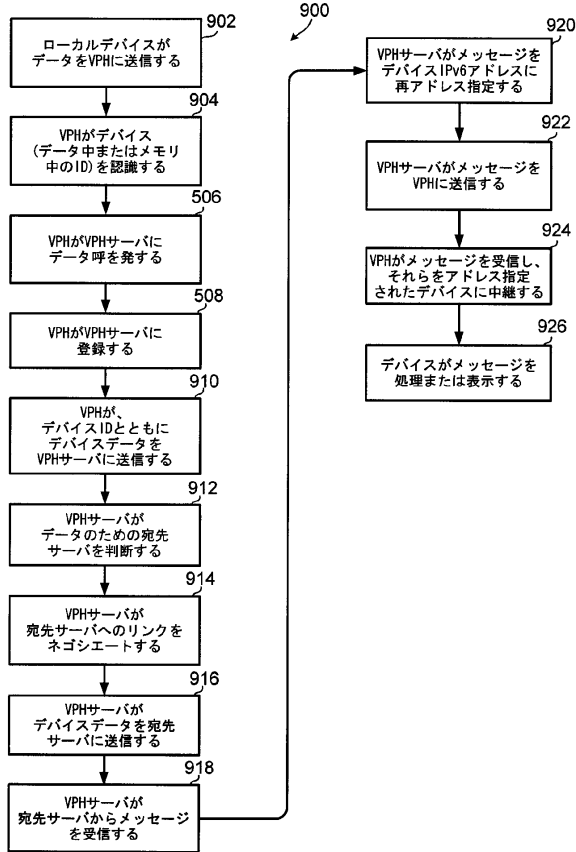 900
902
ローカルデバイスが
データをVPHに送信する
904
VPHがデバイス
(データ中またはメモリ
中のID)を認識する
506
VPHがVPHサーバに
データ呼を発する
508
VPHがVPHサーバに
登録する
910
VPHが、
デバイスIDとともに
デバイスデータを
VPHサーバに送信する
912
VPHサーバが
データのための宛先
サーバを判断する
914
VPHサーバが
宛先サーバへのリンクを
ネゴシエートする
916
VPHサーバが
デバイスデータを宛先
サーバに送信する
918
VPHサーバが
宛先サーバからメッセージ
を受信する
920
VPHサーバがメッセージを
デバイスIPv6アドレスに
再アドレス指定する
922
VPHサーバがメッセージを
VPHに送信する
924
VPHがメッセージを受信し、
それらをアドレス指定
されたデバイスに中継する
926
デバイスがメッセージを
処理または表示する